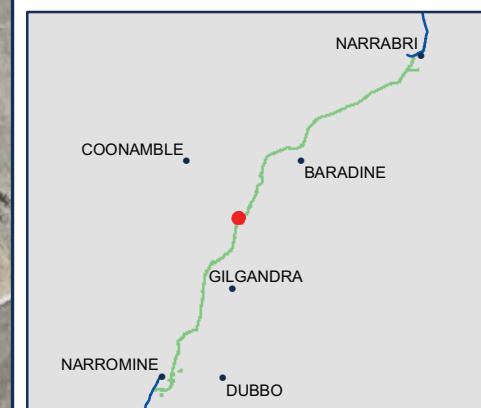 NARRABRI
COONAMBLE
BARADINE
GILGANDRA
NARROMINE
DUBBO